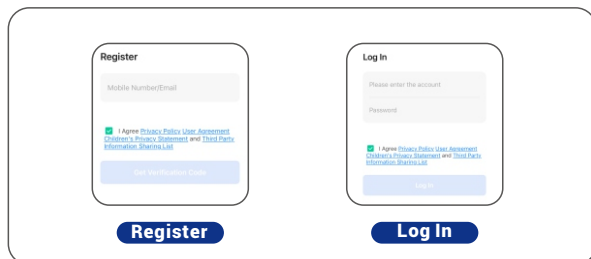 Register
Mobile Number/Email
I Agree Privacy Policy User Agreement
Children's Privacy Statement and Third Party
Information Sharing List
Get Verification Code
Register
Log In
Please enter the account
Password
I Agree Privacy Policy User Agreement
Children's Privacy Statement and Third Party
Information Sharing List
Log In
Log In